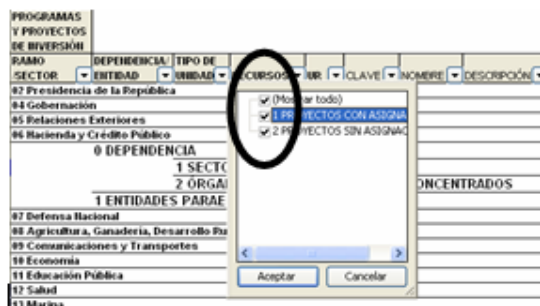 PROGRAMAS
Y PROYECTOS
DE INVERSIÓN
RAMO DEPENDENCIA/ TIPO DE
SECTOR ENTIDAD UNIDAD RECURSOS UR CLAVE NOMBRE DESCRIPCIÓN
02 Presidencia de la República
04 Gobernación
05 Relaciones Exteriores
06 Hacienda y Crédito Público
0 DEPENDENCIA
1 SECTO
2 ÓRGA ONCENTRADOS
1 ENTIDADES PARAE
07 Defensa Nacional
08 Agricultura, Ganadería, Desarrollo Ru
09 Comunicaciones y Transportes
10 Economía
11 Educación Pública
12 Salud
13 Marina
(Mostrar todo)
1 PROYECTOS CON ASIGNA
2 PROYECTOS SIN ASIGNAC
Aceptar Cancelar